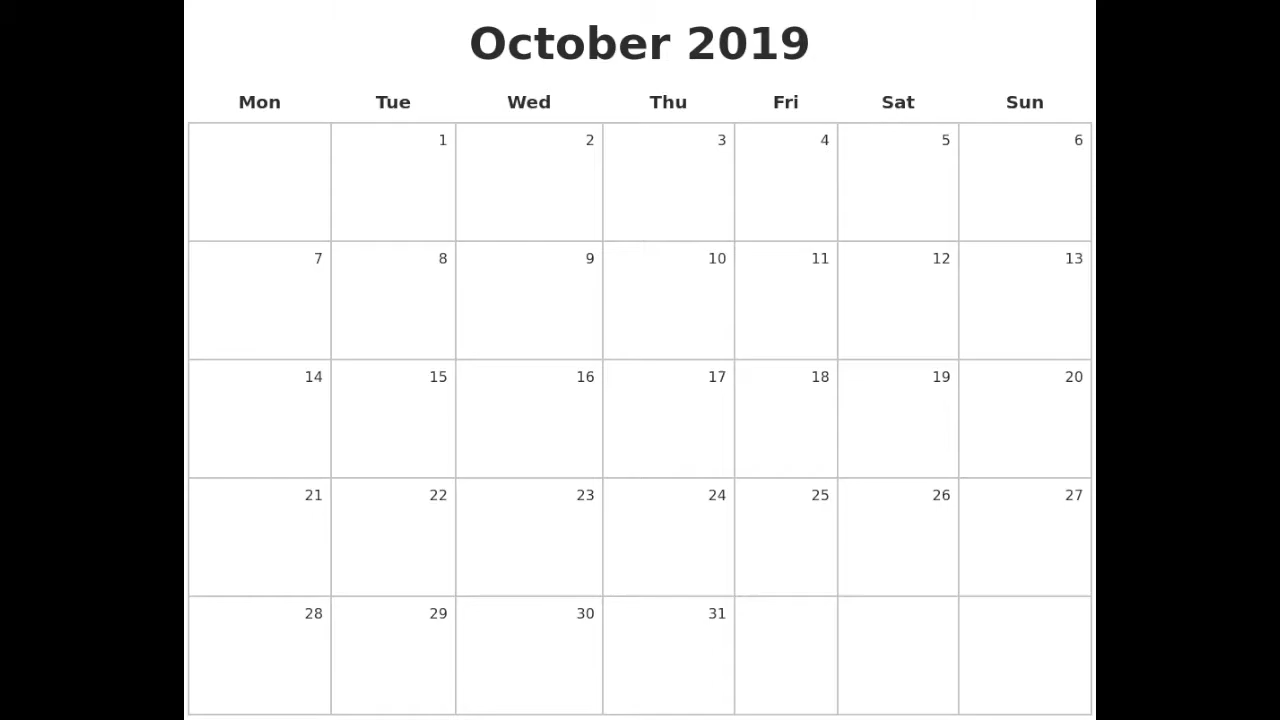 October 2019
Mon Tue Wed Thu Fri Sat Sun
1 2 3 4 5 6
7 8 9 10 11 12 13
14 15 16 17 18 19 20
21 22 23 24 25 26 27
28 29 30 31